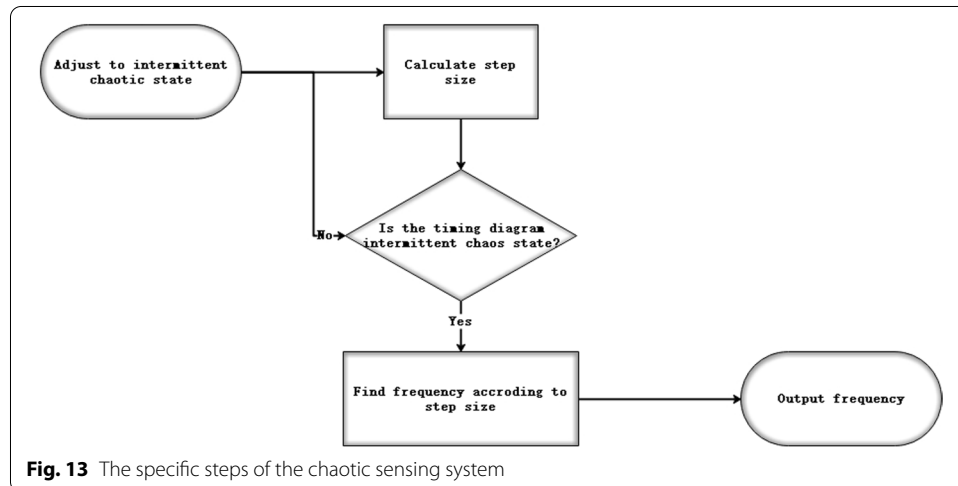 Adjust to intermittent
chaotic state
Calculate step
size
Is the timing diagram
intermittent chaos state?
No
Yes
Find frequency accroding to
step size
Output frequency
Fig. 13 The specific steps of the chaotic sensing system